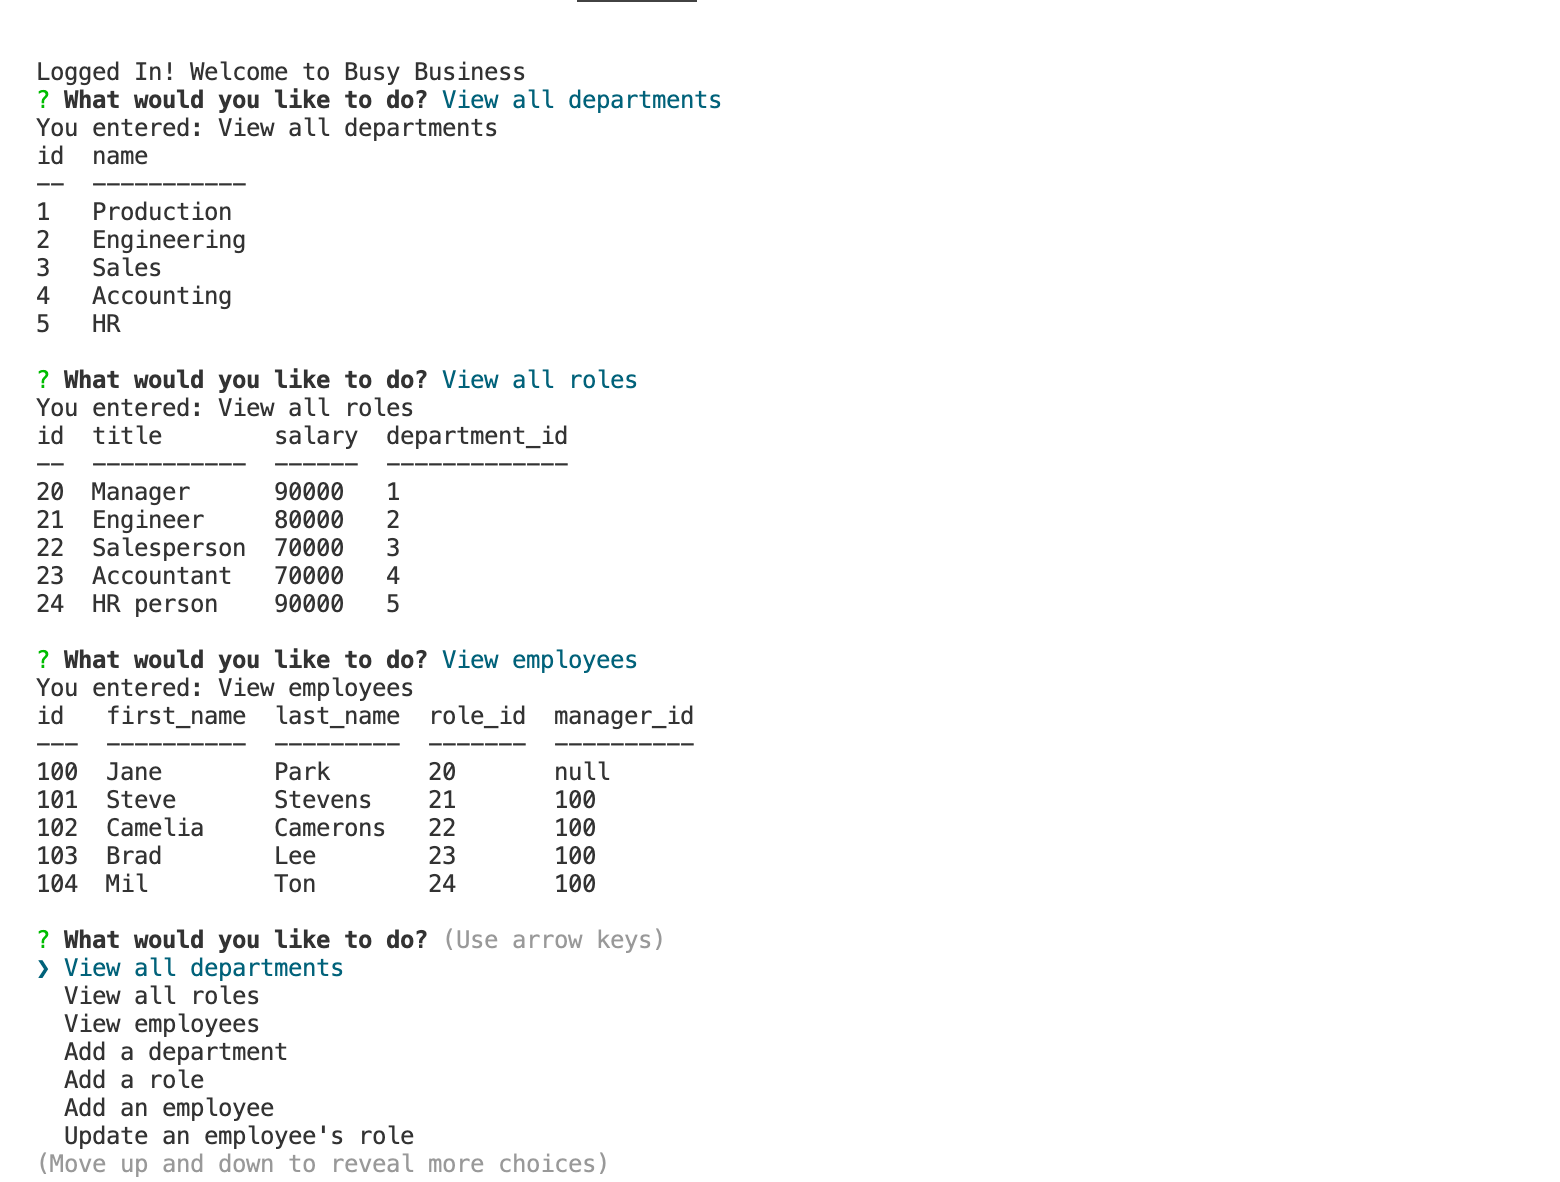 Logged In! Welcome to Busy Business
? What would you like to do? View all departments
You entered: View all departments
id  name
--  -----------
1   Production
2   Engineering
3   Sales
4   Accounting
5   HR
? What would you like to do? View all roles
You entered: View all roles
id  title        salary  department_id
--  -----------  ------  -------------
20  Manager      90000   1
21  Engineer     80000   2
22  Salesperson  70000   3
23  Accountant   70000   4
24  HR person    90000   5
? What would you like to do? View employees
You entered: View employees
id   first_name  last_name  role_id  manager_id
---  ----------  ---------  -------  ----------
100  Jane        Park       20       null
101  Steve       Stevens    21       100
102  Camelia     Camerons   22       100
103  Brad        Lee        23       100
104  Mil         Ton        24       100
? What would you like to do? (Use arrow keys)
❯ View all departments
  View all roles
  View employees
  Add a department
  Add a role
  Add an employee
  Update an employee's role
(Move up and down to reveal more choices)